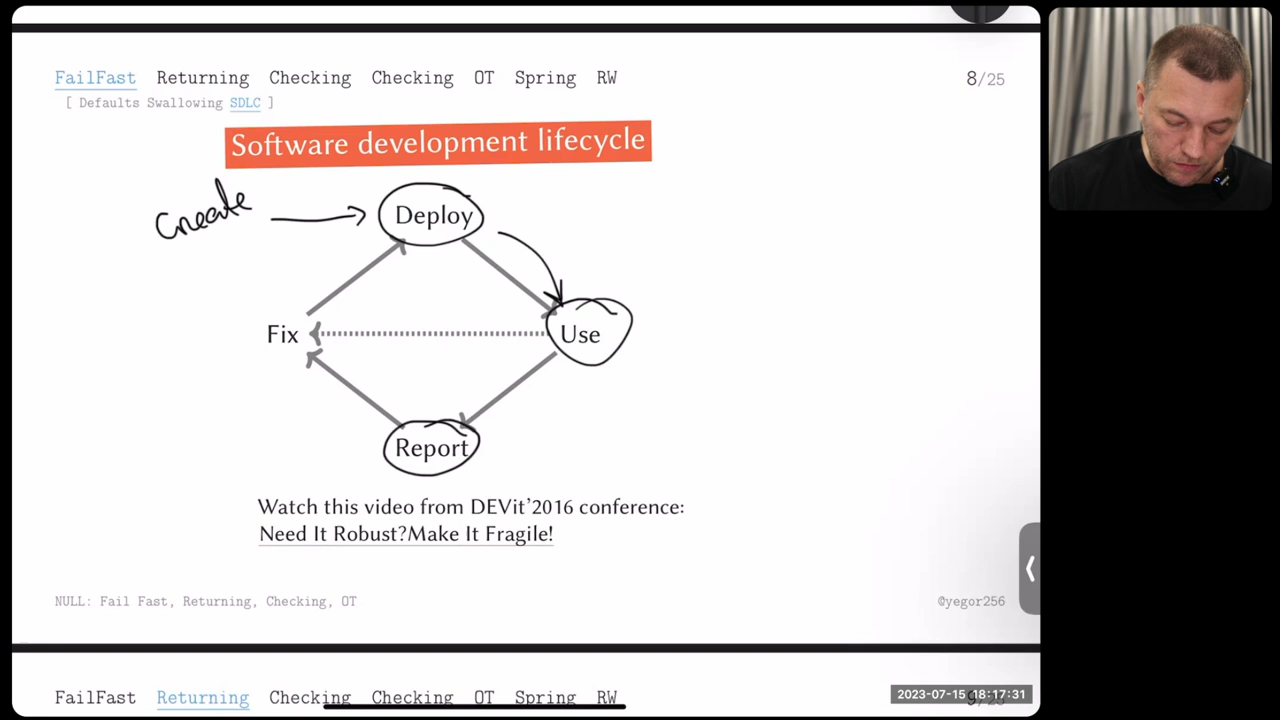 FailFast Returning Checking Checking OT Spring RW 8/25
[ Defaults Swallowing SDLC ]
Software development lifecycle
Create
Deploy
Fix
Use
Report
Watch this video from DEVit’2016 conference:
Need It Robust?Make It Fragile!
NULL: Fail Fast, Returning, Checking, OT @yegor256
FailFast Returning Checking Checking OT Spring RW
2023-07-15 18:17:31